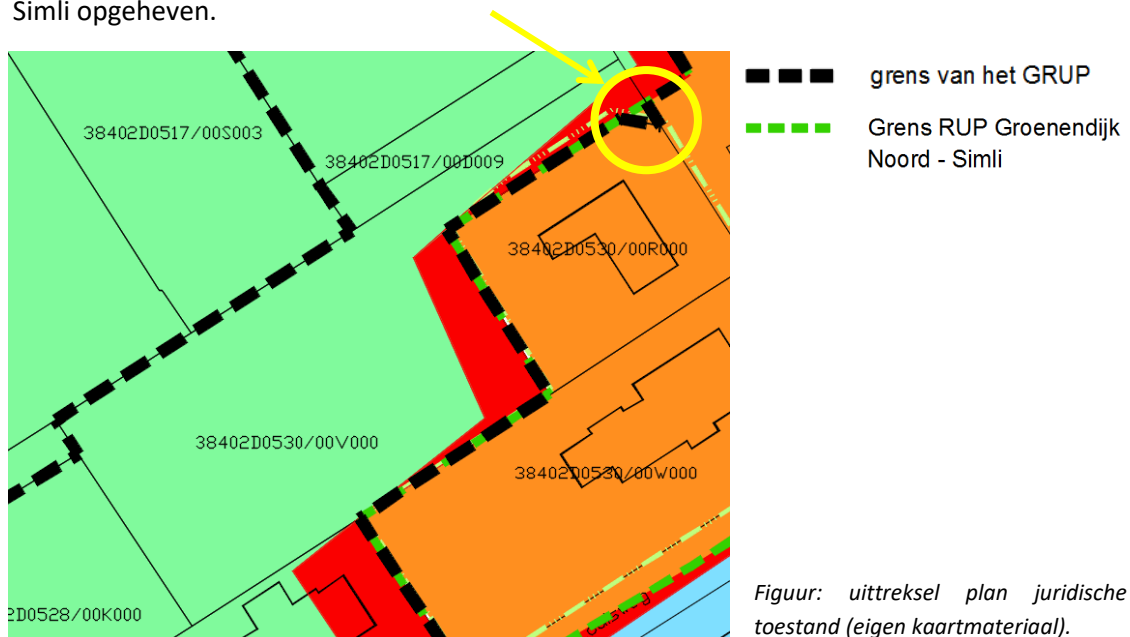 Simli opgeheven.
grens van het GRUP
Grens RUP Groenendijk
Noord - Simli
38402D0517/00S003
38402D0517/00D009
38402D0530/00R000
38402D0530/00V000
38402D0530/00W000
2D0528/00K000
Figuur: uittreksel plan juridische
toestand (eigen kaartmateriaal).